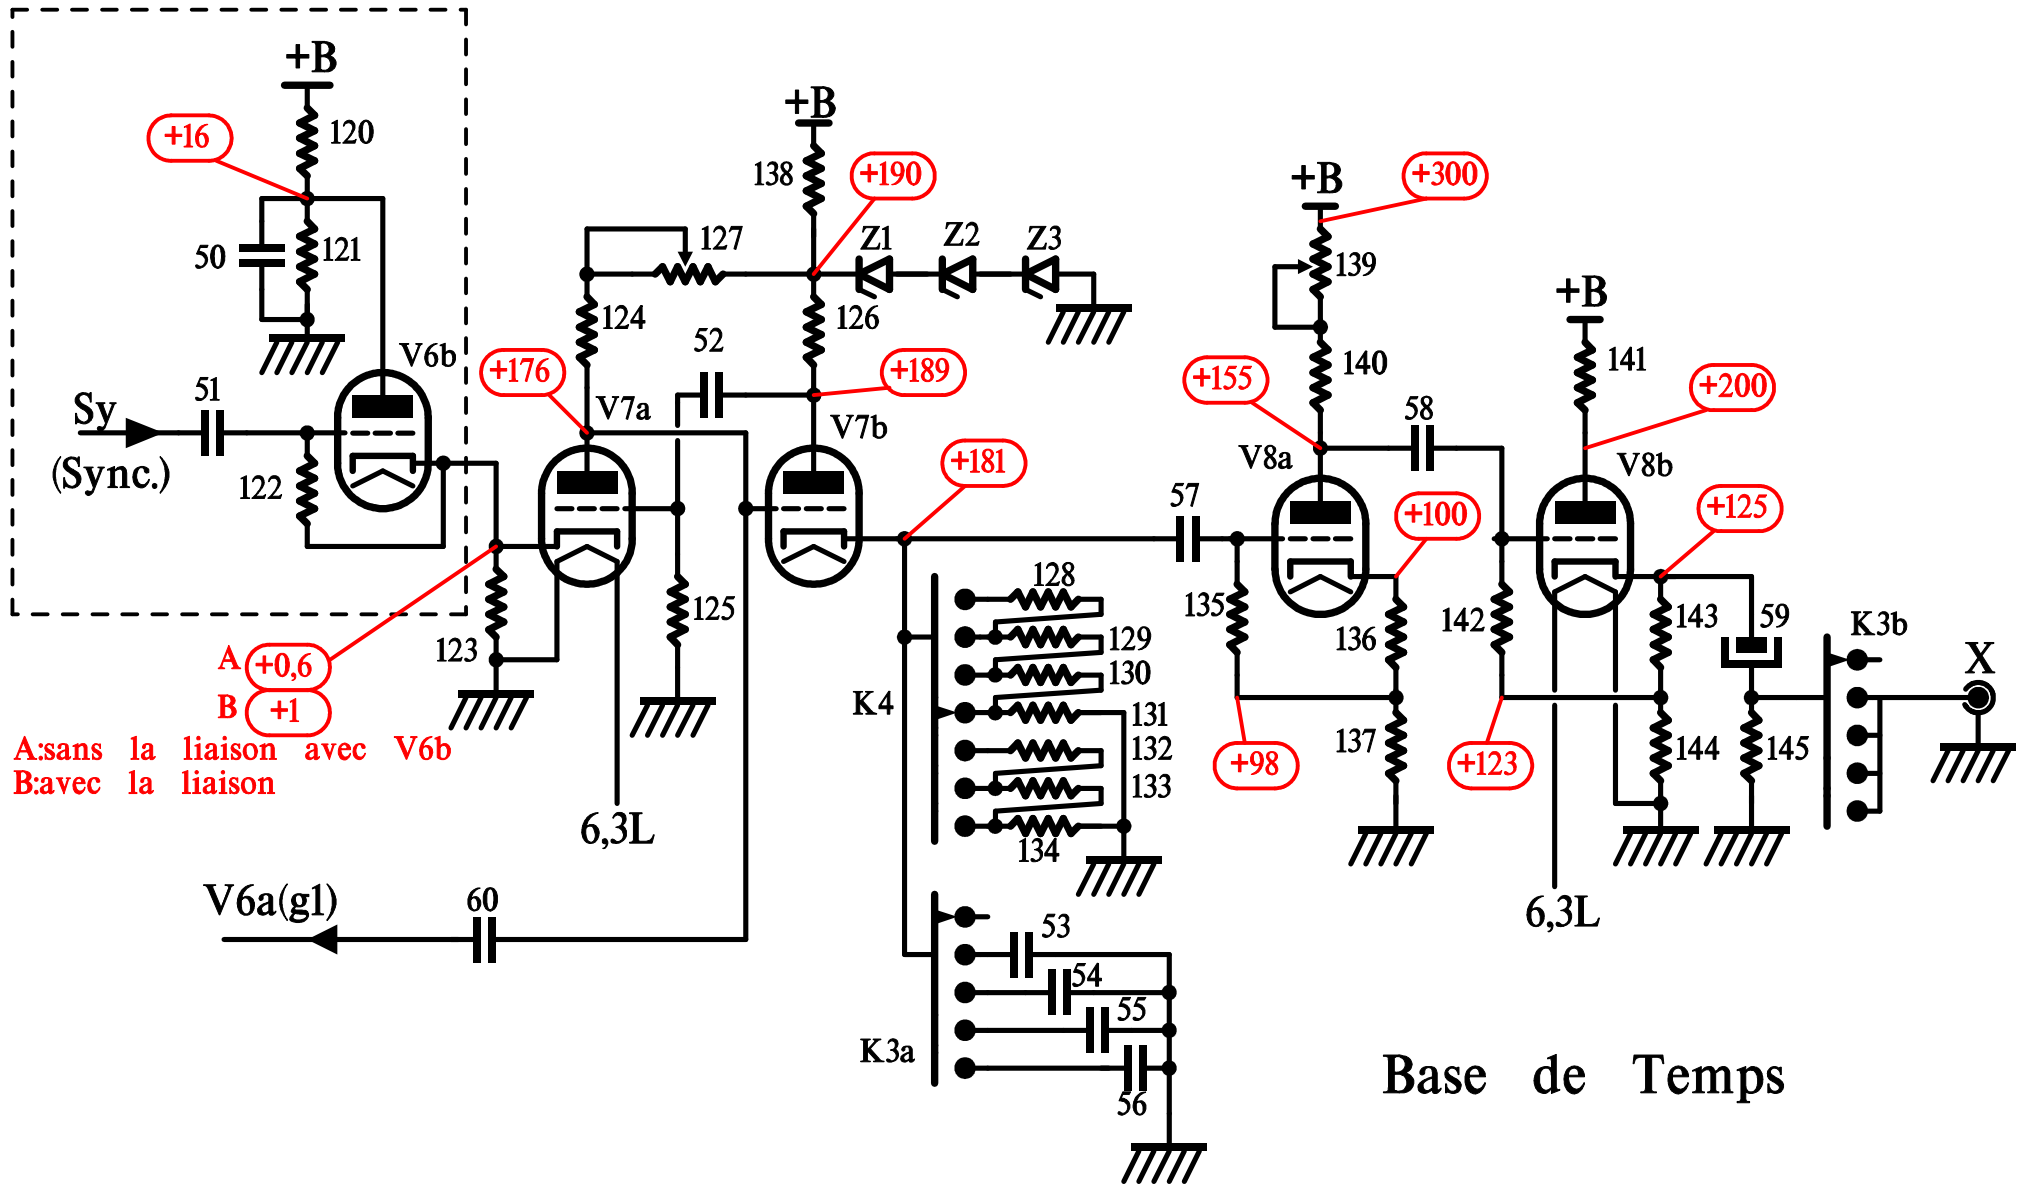 +B
+16
120
50
121
V6b
51
Sy
(Sync.)
122
+B
138
+190
127
Z1
Z2
Z3
124
126
52
+176
+189
V7a
V7b
+181
123
125
A +0,6
B +1
A:sans la liaison avec V6b
B:avec la liaison
6,3L
V6a(g1)
60
+B
+300
139
+155
140
58
V8a
57
+100
135
136
+98
137
+B
141
+200
V8b
+125
142
143
59
+123
144
145
K3b
X
6,3L
K4
128
129
130
131
132
133
134
K3a
53
54
55
56
Base de Temps